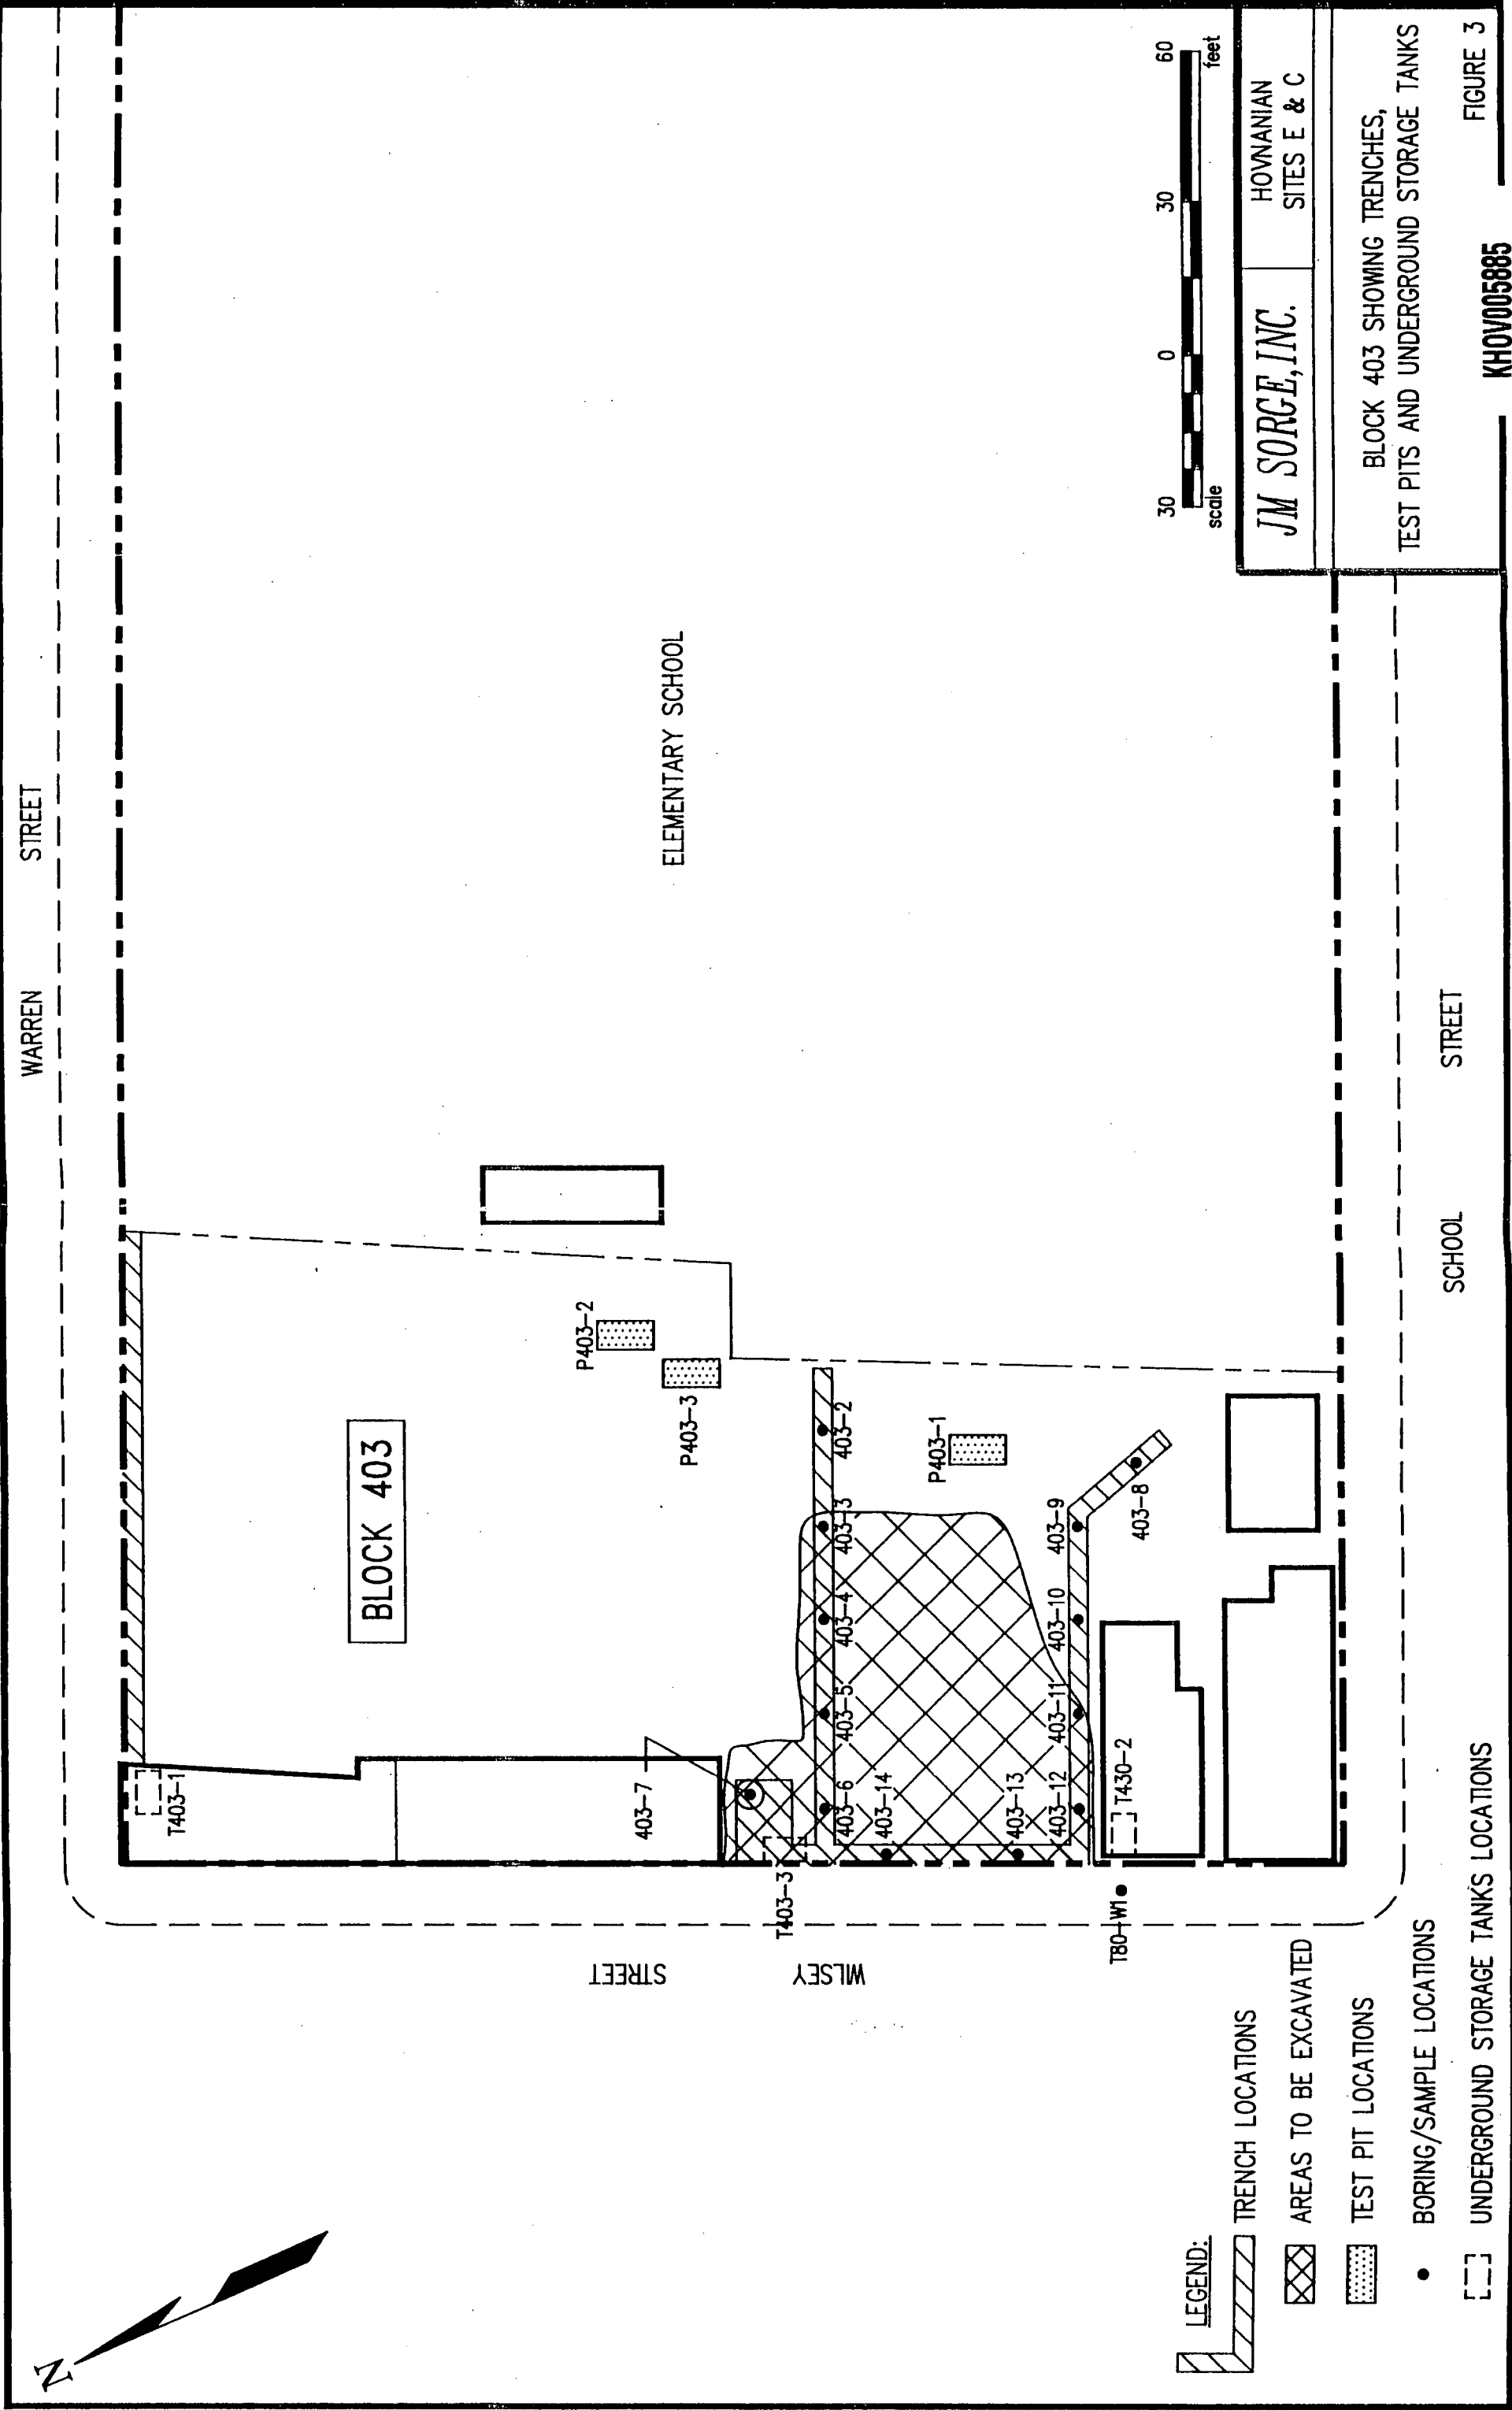 WARREN STREET
BLOCK 403
ELEMENTARY SCHOOL
T403-1
P403-2
P403-3
403-7
T403-3
403-2
403-3
403-4
403-5
403-6
403-14
P403-1
403-13
403-12
403-11
403-10
403-9
403-8
T430-2
T80-W1
WILSEY STREET
SCHOOL STREET
N
LEGEND:
TRENCH LOCATIONS
AREAS TO BE EXCAVATED
TEST PIT LOCATIONS
BORING/SAMPLE LOCATIONS
UNDERGROUND STORAGE TANKS LOCATIONS
30 0 30 60
scale feet
JM SORGE, INC.
HOVNANIAN
SITES E & C
BLOCK 403 SHOWING TRENCHES,
TEST PITS AND UNDERGROUND STORAGE TANKS
FIGURE 3
KHOV005885